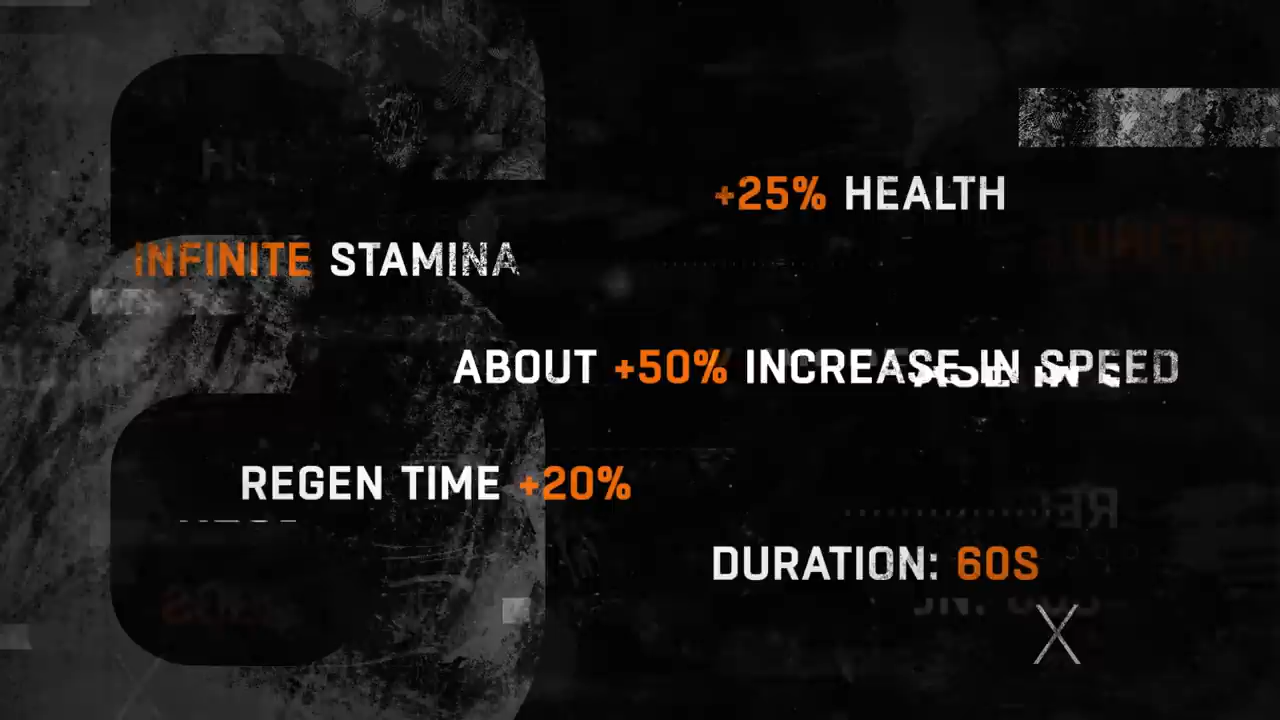 +25% HEALTH
INFINITE STAMINA
ABOUT +50% INCREASE IN SPEED
REGEN TIME +20%
DURATION: 60S